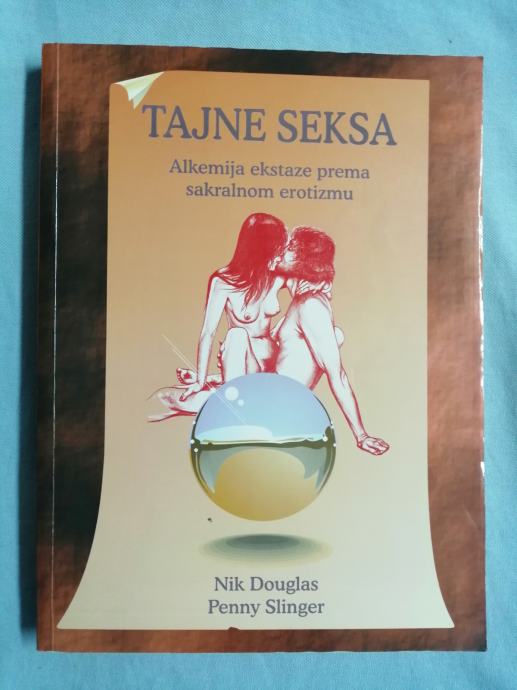 TAJNE SEKSA
Alkemija ekstaze prema
sakralnom erotizmu
Nik Douglas
Penny Slinger